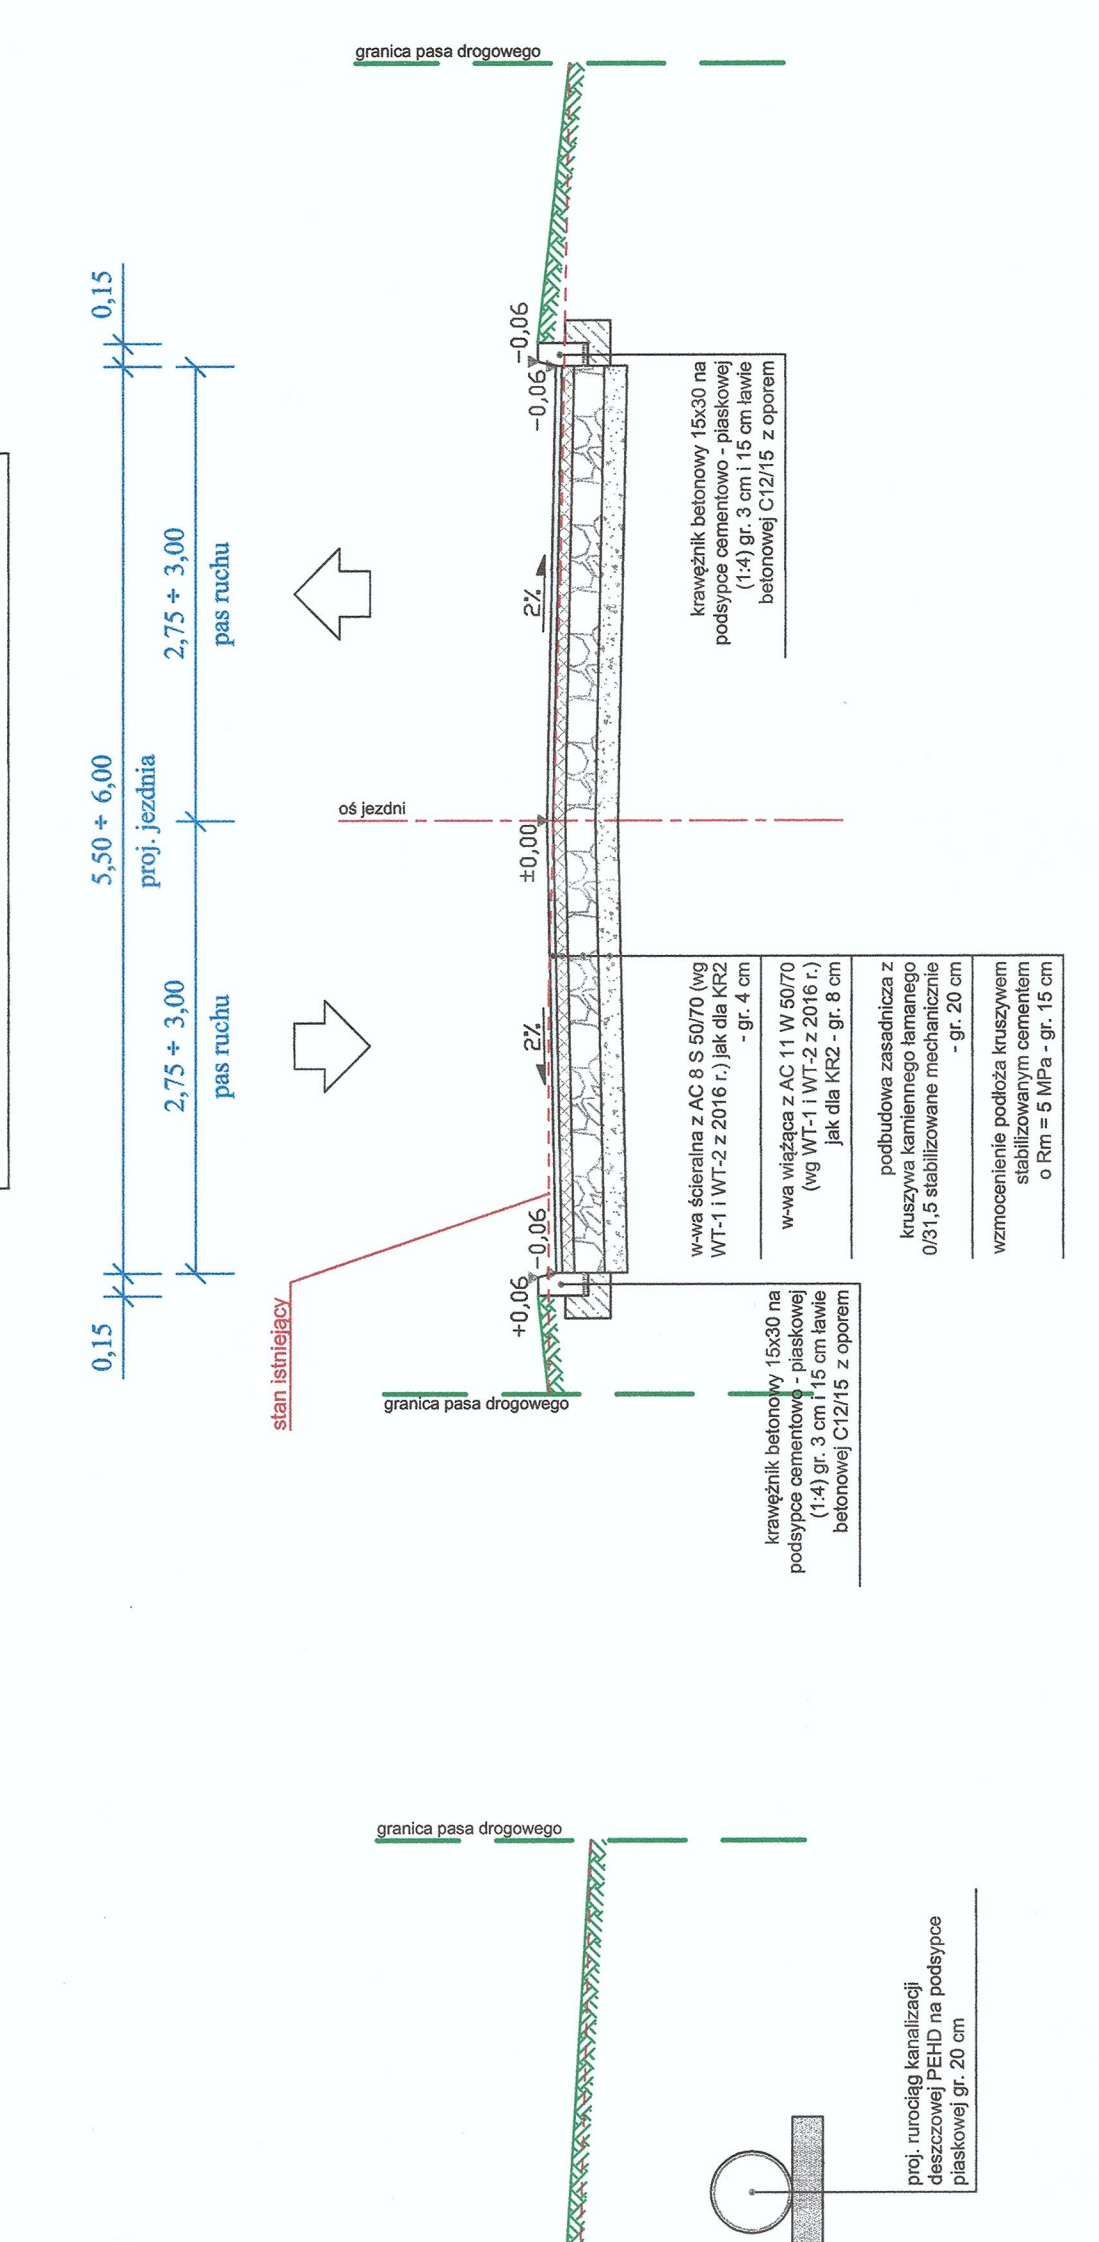 granica pasa drogowego
0,15
5,50 ÷ 6,00
0,15
proj. jezdnia
2,75 ÷ 3,00
2,75 ÷ 3,00
pas ruchu
pas ruchu
stan istniejący
oś jezdni
granica pasa drogowego
+0,06
-0,06
2%
±0,00
2%
-0,06
-0,06
krawężnik betonowy 15x30 na
podsypce cementowo - piaskowej
(1:4) gr. 3 cm i 15 cm ławie
betonowej C12/15 z oporem
w-wa ścieralna z AC 8 S 50/70 (wg
WT-1 i WT-2 z 2016 r.) jak dla KR2
- gr. 4 cm
w-wa wiążąca z AC 11 W 50/70
(wg WT-1 i WT-2 z 2016 r.)
jak dla KR2 - gr. 8 cm
podbudowa zasadnicza z
kruszywa kamiennego łamanego
0/31,5 stabilizowane mechanicznie
- gr. 20 cm
wzmocenienie podłoża kruszywem
stabilizowanym cementem
o Rm = 5 MPa - gr. 15 cm
krawężnik betonowy 15x30 na
podsypce cementowo - piaskowej
(1:4) gr. 3 cm i 15 cm ławie
betonowej C12/15 z oporem
granica pasa drogowego
proj. rurociąg kanalizacji
deszczowej PEHD na podsypce
piaskowej gr. 20 cm